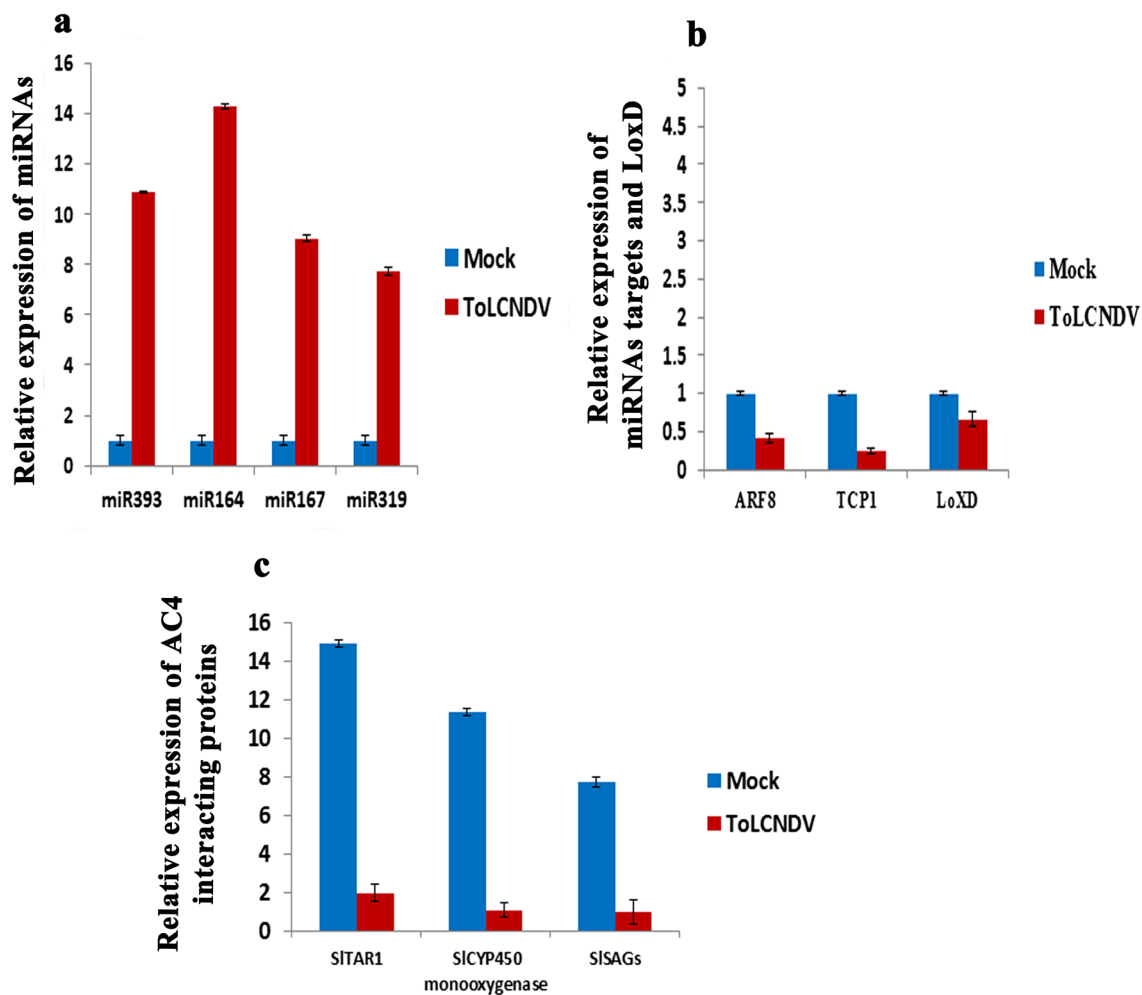 a
Relative expression of miRNAs
16
14
12
10
8
6
4
2
0
miR393 miR164 miR167 miR319
Mock
ToLCNDV
b
Relative expression of
miRNAs targets and LoxD
5
4.5
4
3.5
3
2.5
2
1.5
1
0.5
0
ARF8 TCP1 LoXD
Mock
ToLCNDV
c
Relative expression of AC4
interacting proteins
16
14
12
10
8
6
4
2
0
SlTAR1 SlCYP450 SlSAGs
monooxygenase
Mock
ToLCNDV